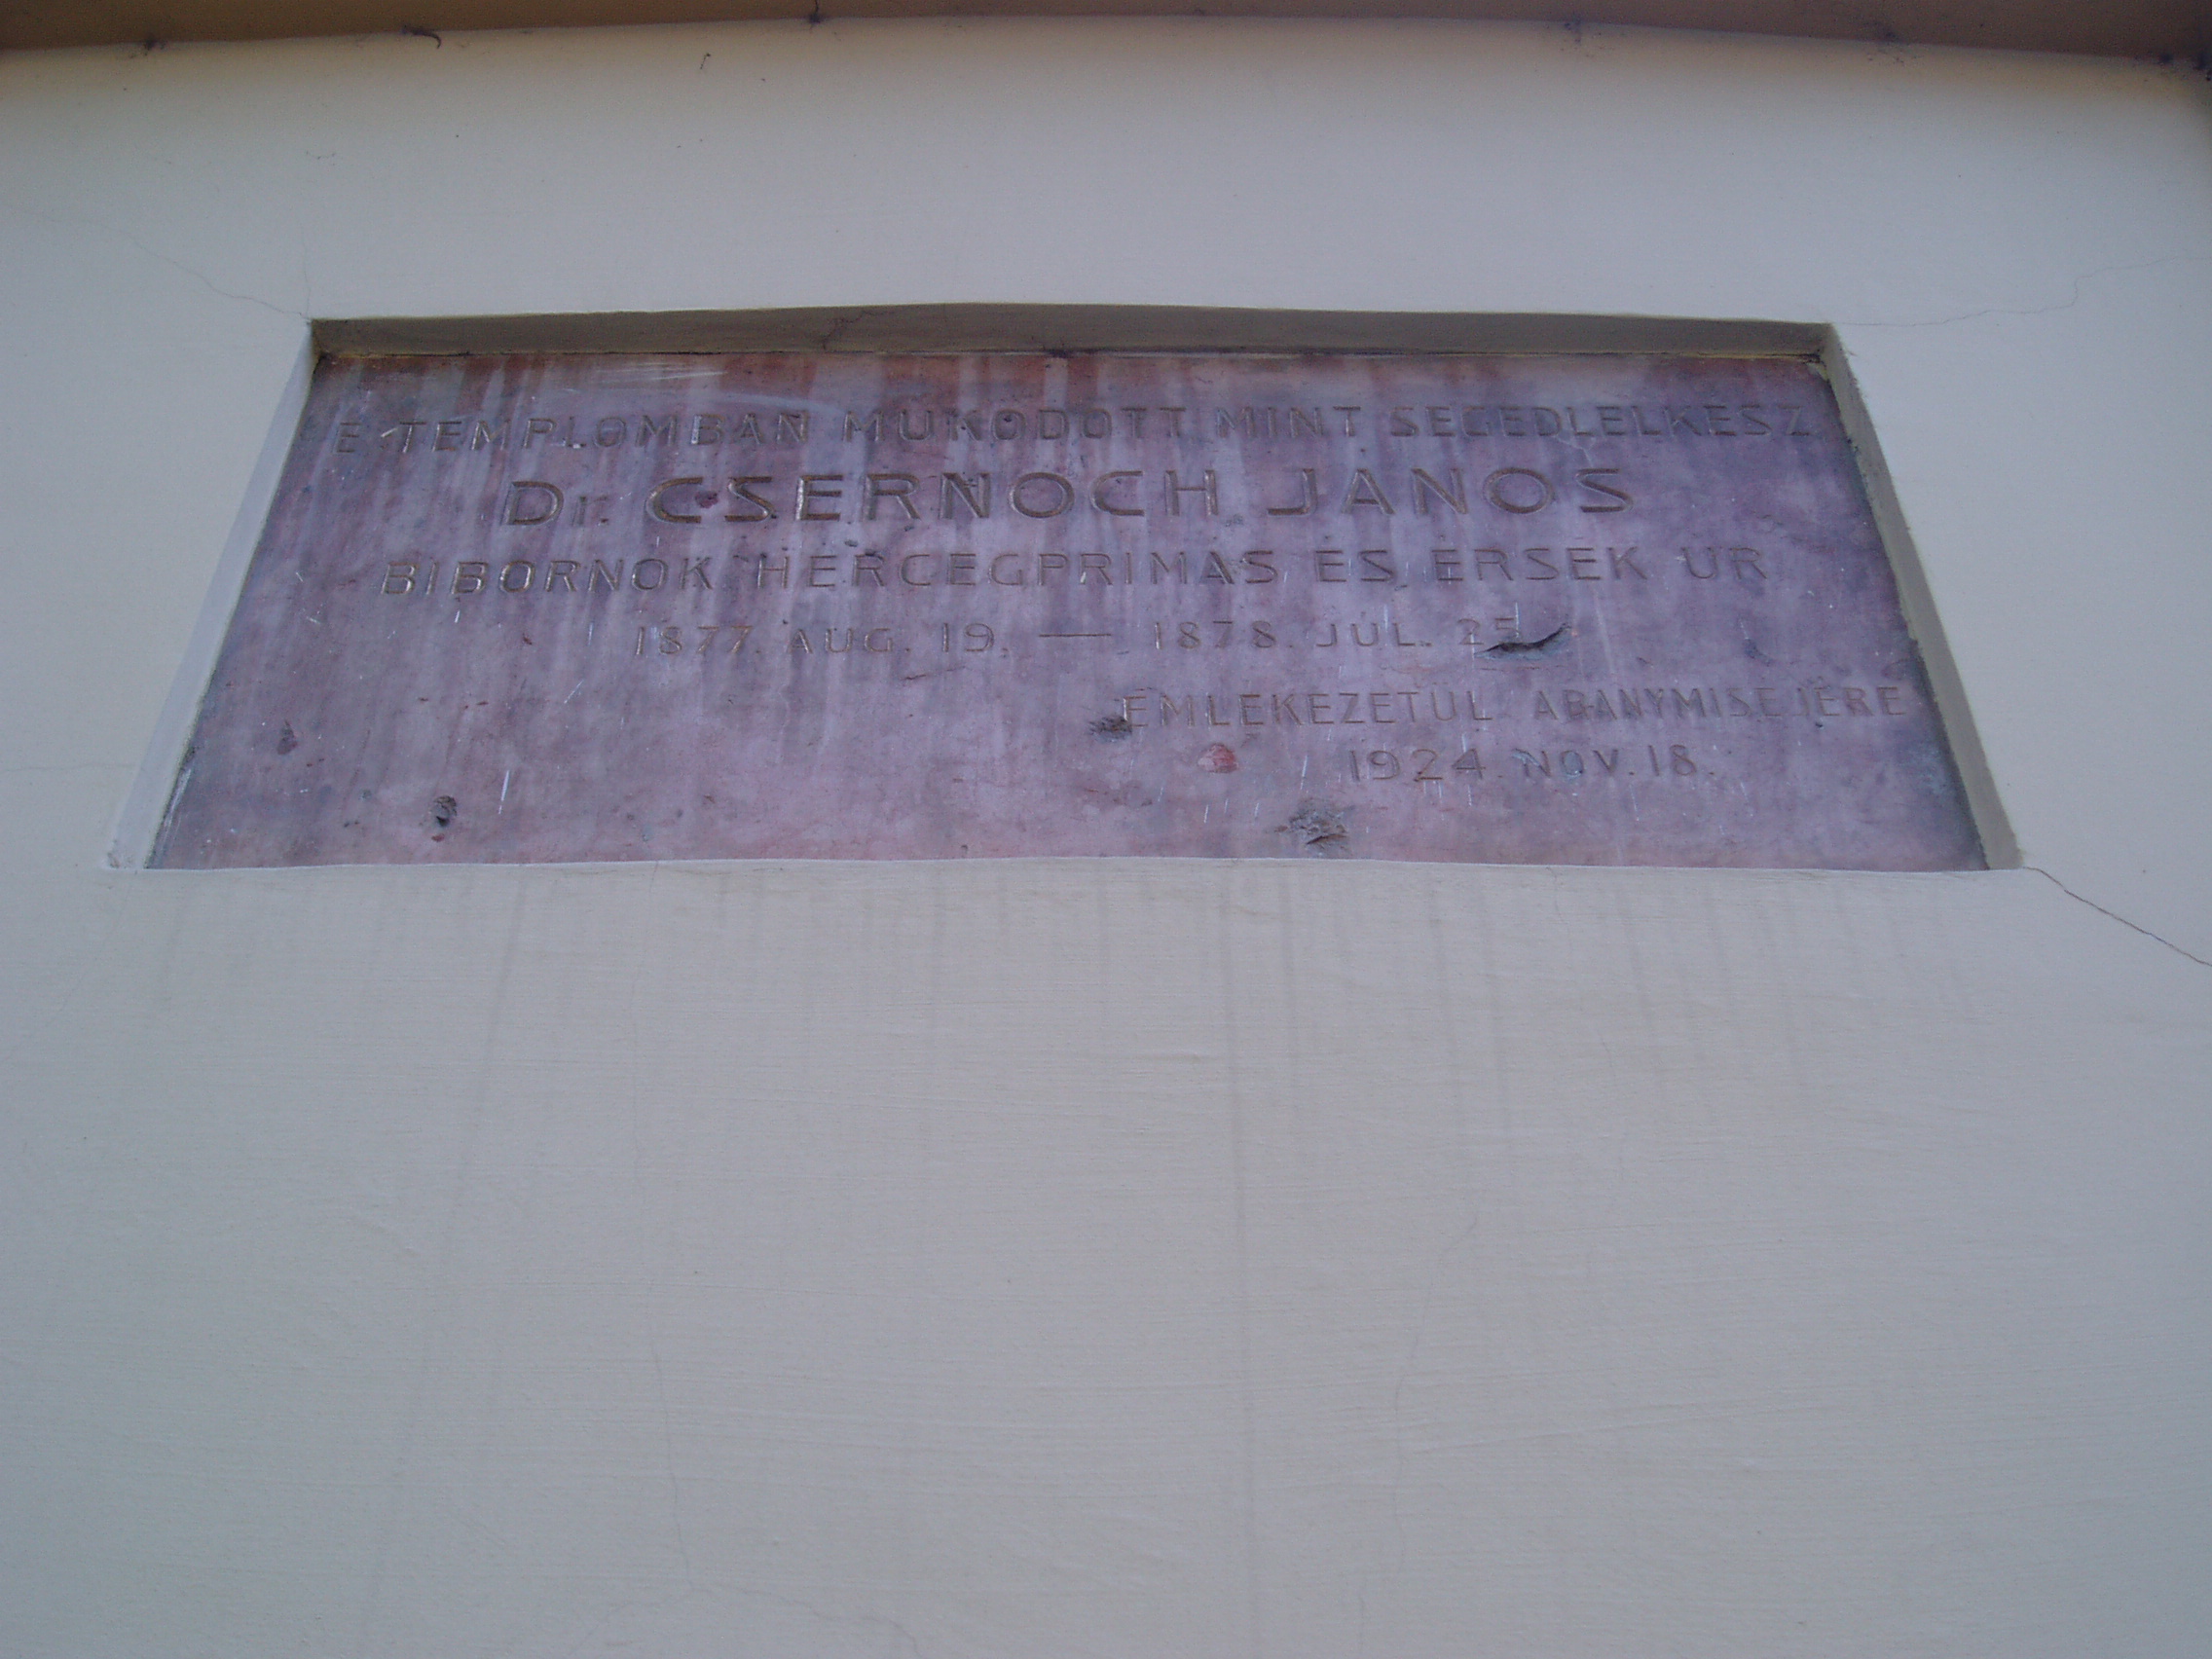 E TEMPLOMBAN MUKODOTT MINT SEGEDLELKESZ
Dr. CSERNOCH JANOS
BIBORNOK HERCEGPRIMAS ES ERSEK UR
1877. AUG. 19. — 1878. JUL. 25
EMLEKEZETUL ARANYMISEJERE
1924. NOV. 18.